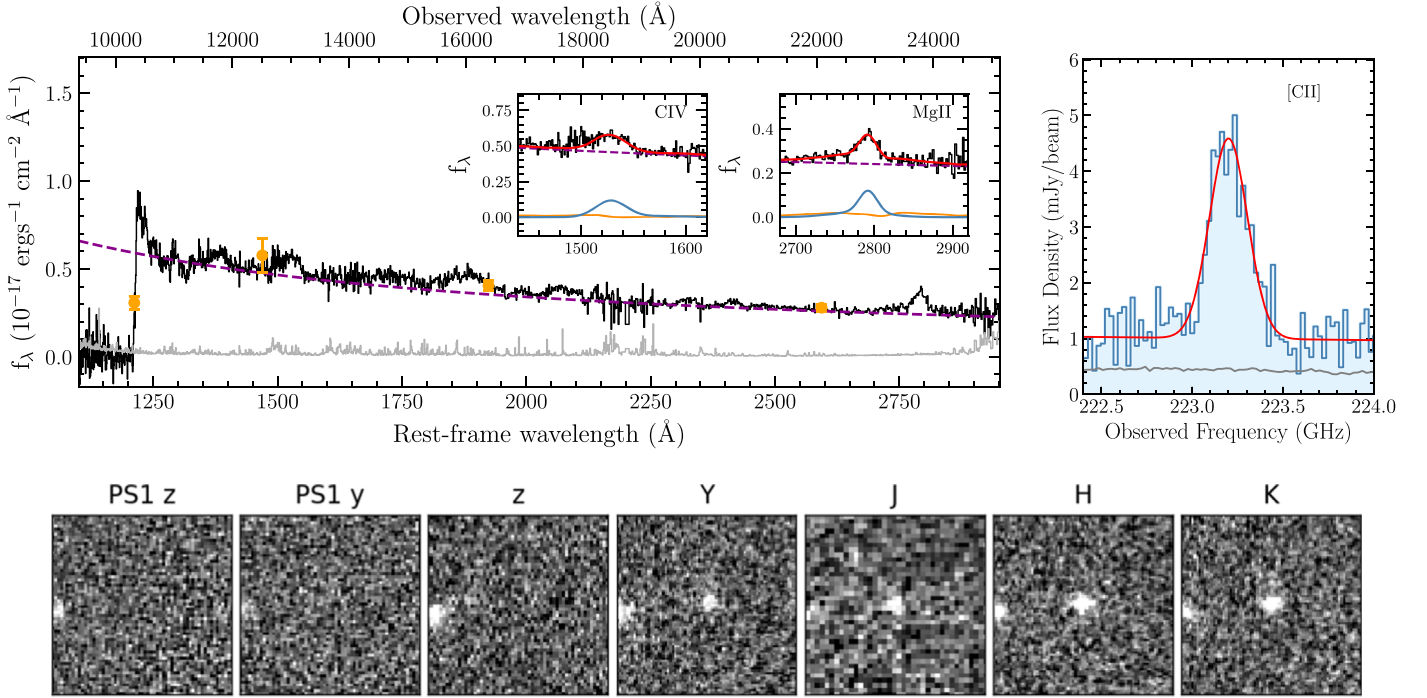 Observed wavelength (Å)
10000 12000 14000 16000 18000 20000 22000 24000
f_λ (10⁻¹⁷ ergs⁻¹ cm⁻² Å⁻¹)
1.5
1.0
0.5
0.0
1250 1500 1750 2000 2250 2500 2750
Rest-frame wavelength (Å)
CIV
f_λ
0.75
0.50
0.25
0.00
1500 1600
MgII
f_λ
0.4
0.2
0.0
2700 2800 2900
[CII]
Flux Density (mJy/beam)
6
5
4
3
2
1
0
222.5 223.0 223.5 224.0
Observed Frequency (GHz)
PS1 z PS1 y z Y J H K